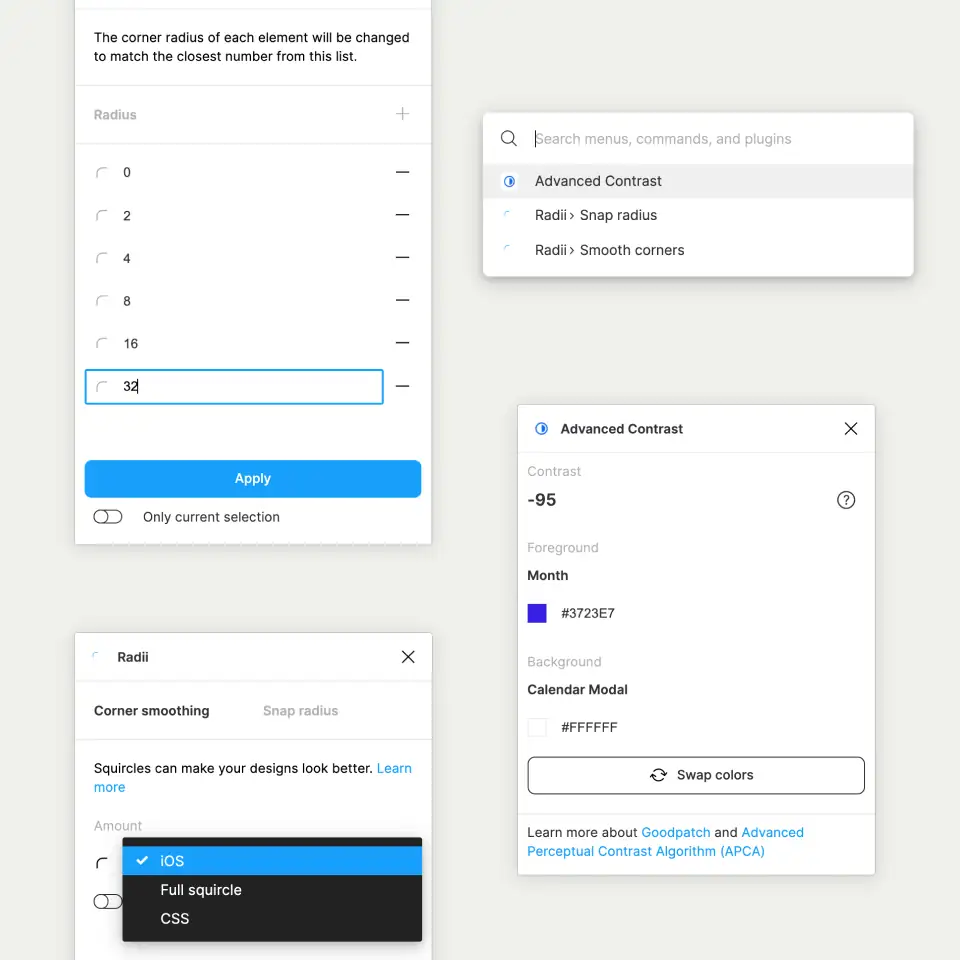 The corner radius of each element will be changed
to match the closest number from this list.
Radius
0
2
4
8
16
32
Apply
Only current selection
Search menus, commands, and plugins
Advanced Contrast
Radii › Snap radius
Radii › Smooth corners
Advanced Contrast
Contrast
-95
?
Foreground
Month
#3723E7
Background
Calendar Modal
#FFFFFF
Swap colors
Learn more about Goodpatch and Advanced
Perceptual Contrast Algorithm (APCA)
Radii
Corner smoothing Snap radius
Squircles can make your designs look better. Learn
more
Amount
iOS
Full squircle
CSS